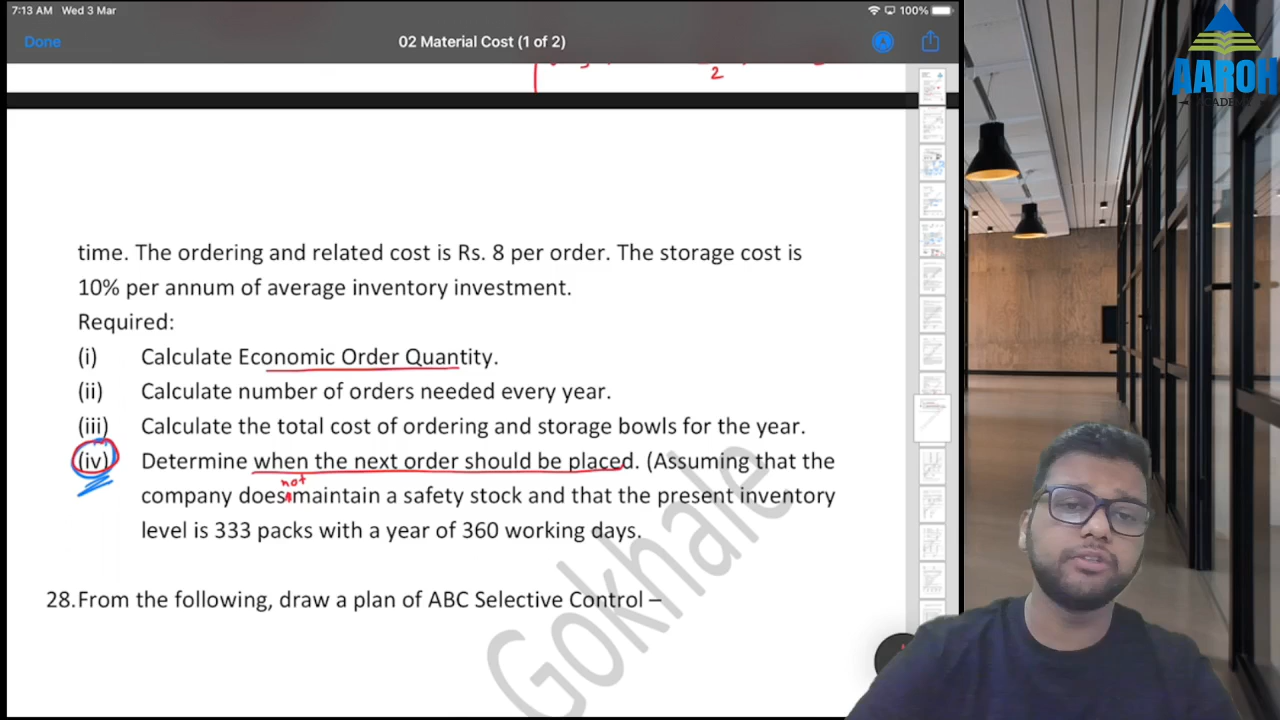 7:13 AM Wed 3 Mar
100%
Done
02 Material Cost (1 of 2)
AAROH
2
time. The ordering and related cost is Rs. 8 per order. The storage cost is
10% per annum of average inventory investment.
Required:
(i) Calculate Economic Order Quantity.
(ii) Calculate number of orders needed every year.
(iii) Calculate the total cost of ordering and storage bowls for the year.
(iv) Determine when the next order should be placed. (Assuming that the
not
company does maintain a safety stock and that the present inventory
level is 333 packs with a year of 360 working days.
28.From the following, draw a plan of ABC Selective Control –
Gokhale